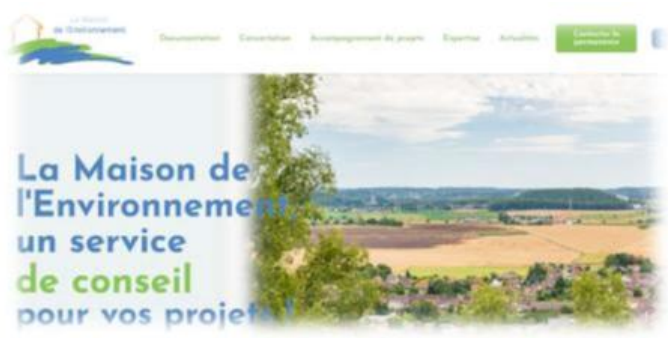 La Maison
de l'Environnement
Documentation
Concertation
Accompagnement de projets
Expertise
Actualités
Contacter la
permanence
La Maison de
l'Environnement,
un service
de conseil
pour vos projets !